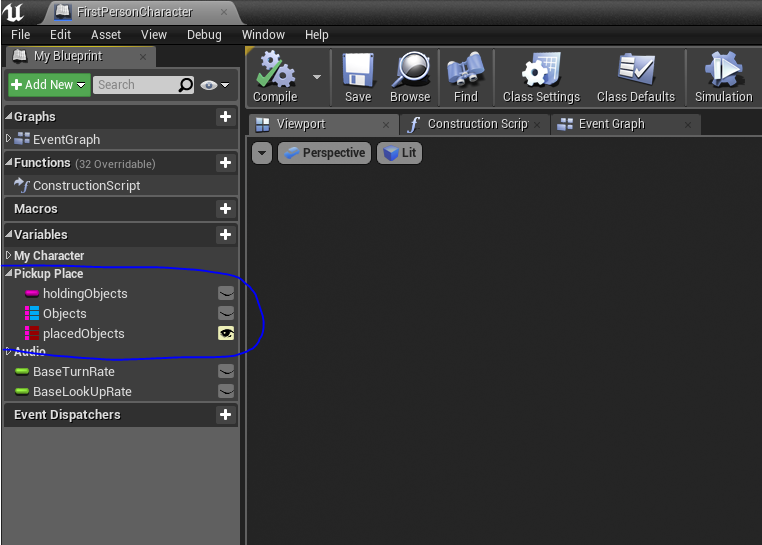 FirstPersonCharacter
File Edit Asset View Debug Window Help
My Blueprint
Add New Search
Compile Save Browse Find Class Settings Class Defaults Simulation
Graphs
EventGraph
Functions (32 Overridable)
ConstructionScript
Macros
Variables
My Character
Pickup Place
holdingObjects
Objects
placedObjects
Audio
BaseTurnRate
BaseLookUpRate
Event Dispatchers
Viewport Construction Scrip Event Graph
Perspective Lit